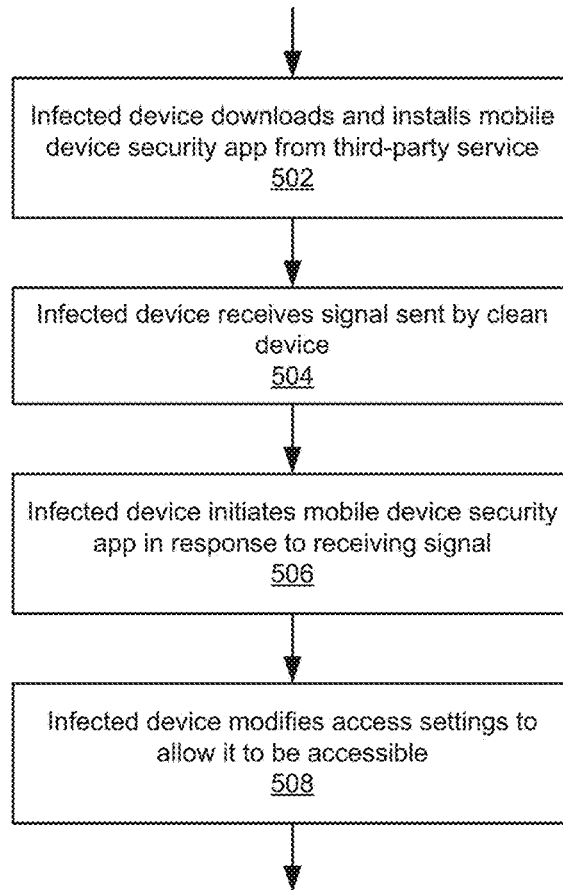 Infected device downloads and installs mobile
device security app from third-party service
502
Infected device receives signal sent by clean
device
504
Infected device initiates mobile device security
app in response to receiving signal
506
Infected device modifies access settings to
allow it to be accessible
508